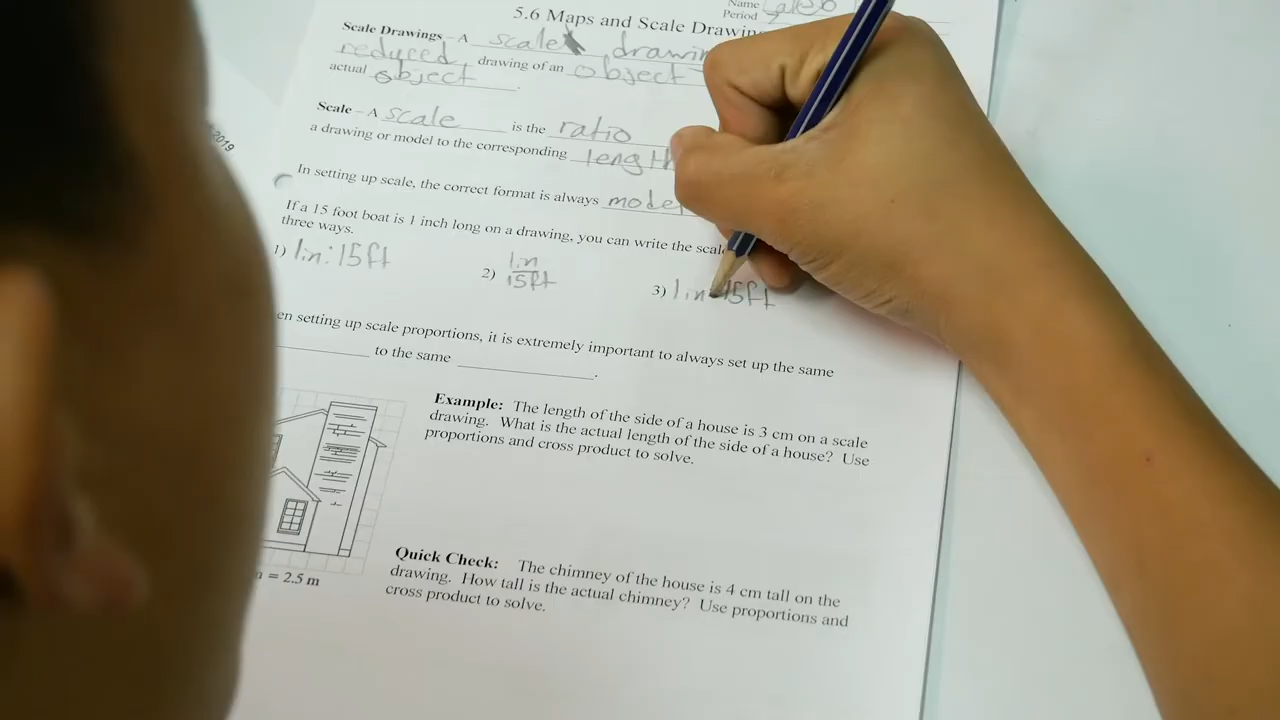 Name Caleb
5.6 Maps and Scale Drawin
Period
Scale Drawings – A scale drawin
reduced, drawing of an object
actual object.
Scale – A scale is the ratio
a drawing or model to the corresponding length
In setting up scale, the correct format is always model
If a 15 foot boat is 1 inch long on a drawing, you can write the scale
three ways.
1) 1in:15ft 2) 1in/15ft 3) 1in 15ft
en setting up scale proportions, it is extremely important to always set up the same
____ to the same ____.
Example: The length of the side of a house is 3 cm on a scale
drawing. What is the actual length of the side of a house? Use
proportions and cross product to solve.
Quick Check: The chimney of the house is 4 cm tall on the
drawing. How tall is the actual chimney? Use proportions and
cross product to solve.
= 2.5 m
2019